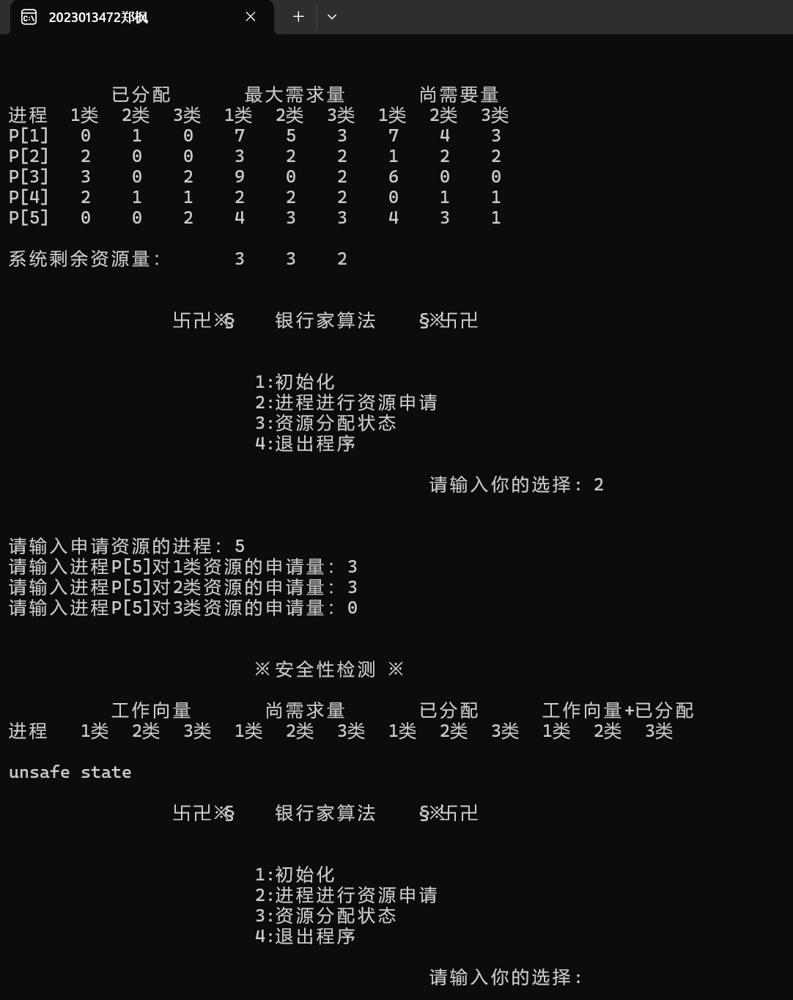 2023013472郑枫
已分配 最大需求量 尚需要量
进程 1类 2类 3类 1类 2类 3类 1类 2类 3类
P[1] 0 1 0 7 5 3 7 4 3
P[2] 2 0 0 3 2 2 1 2 2
P[3] 3 0 2 9 0 2 6 0 0
P[4] 2 1 1 2 2 2 0 1 1
P[5] 0 0 2 4 3 3 4 3 1
系统剩余资源量: 3 3 2
卐卍※§ 银行家算法 §※卐卍
1:初始化
2:进程进行资源申请
3:资源分配状态
4:退出程序
请输入你的选择: 2
请输入申请资源的进程: 5
请输入进程P[5]对1类资源的申请量: 3
请输入进程P[5]对2类资源的申请量: 3
请输入进程P[5]对3类资源的申请量: 0
※ 安全性检测 ※
工作向量 尚需求量 已分配 工作向量+已分配
进程 1类 2类 3类 1类 2类 3类 1类 2类 3类 1类 2类 3类
unsafe state
卐卍※§ 银行家算法 §※卐卍
1:初始化
2:进程进行资源申请
3:资源分配状态
4:退出程序
请输入你的选择: